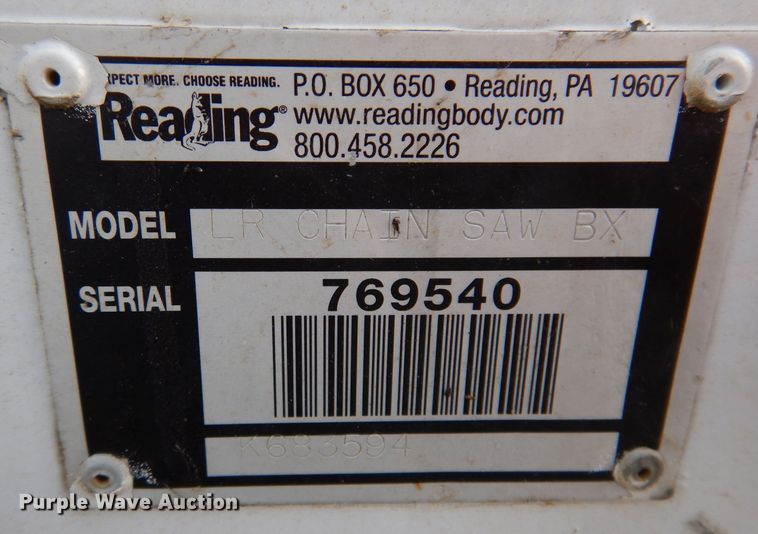 RPECT MORE. CHOOSE READING.
Reading®
P.O. BOX 650 • Reading, PA 19607
www.readingbody.com
800.458.2226
MODEL LR CHAIN SAW BX
SERIAL 769540
K683594
Purple Wave Auction